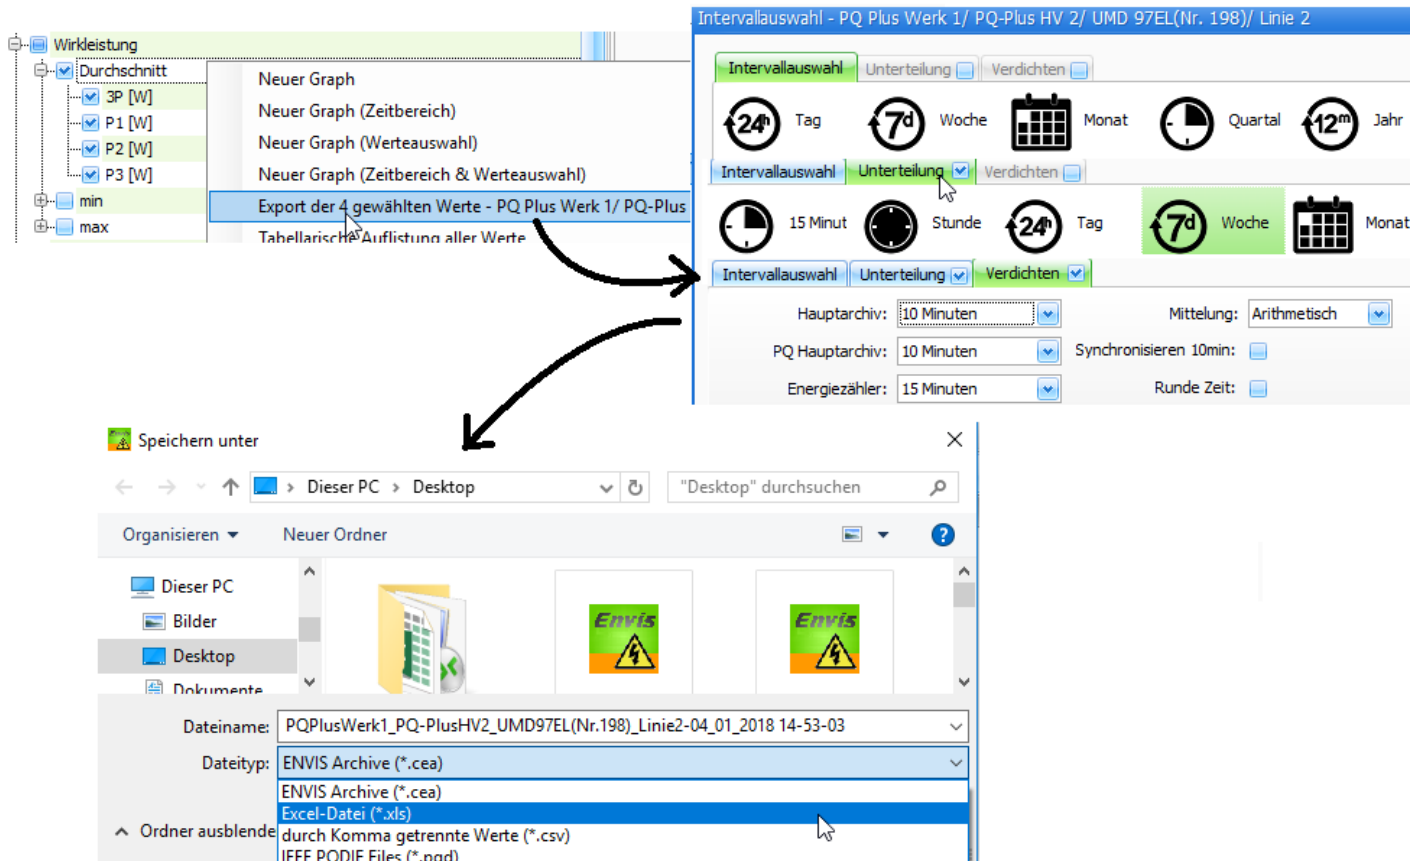 Wirkleistung
Durchschnitt
3P [W]
P1 [W]
P2 [W]
P3 [W]
min
max
Neuer Graph
Neuer Graph (Zeitbereich)
Neuer Graph (Werteauswahl)
Neuer Graph (Zeitbereich & Werteauswahl)
Export der 4 gewählten Werte - PQ Plus Werk 1/ PQ-Plus
Tabellarische Auflistung aller Werte
Intervallauswahl - PQ Plus Werk 1/ PQ-Plus HV 2/ UMD 97EL(Nr. 198)/ Linie 2
Intervallauswahl Unterteilung Verdichten
24h Tag 7d Woche Monat Quartal 12m Jahr
Intervallauswahl Unterteilung Verdichten
15 Minut Stunde 24h Tag 7d Woche Monat
Intervallauswahl Unterteilung Verdichten
Hauptarchiv: 10 Minuten Mittelung: Arithmetisch
PQ Hauptarchiv: 10 Minuten Synchronisieren 10min:
Energiezähler: 15 Minuten Runde Zeit:
Envis Speichern unter
Dieser PC > Desktop "Desktop" durchsuchen
Organisieren Neuer Ordner ?
Dieser PC
Bilder
Desktop
Dokumente
Envis Envis
Dateiname: PQPlusWerk1_PQ-PlusHV2_UMD97EL(Nr.198)_Linie2-04_01_2018 14-53-03
Dateityp: ENVIS Archive (*.cea)
ENVIS Archive (*.cea)
Excel-Datei (*.xls)
Ordner ausblende
durch Komma getrennte Werte (*.csv)
IEEE PQDIF Files (*.pqd)